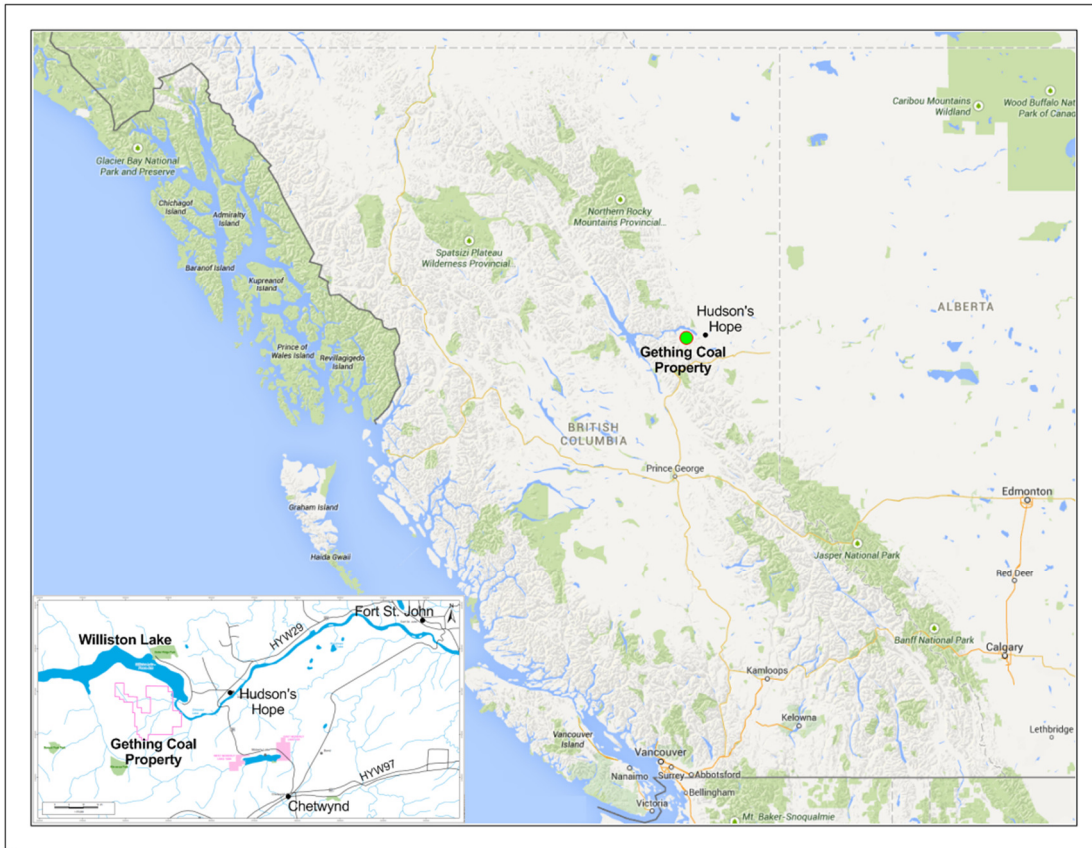 Caribou Mountains
Wildland
Wood Buffalo Nat
Park of Canad
Glacier Bay National
Park and Preserve
Chichagof
Island
Admiralty
Island
Northern Rocky
Mountains Provincial...
Spatsizi Plateau
Wilderness Provincial...
Baranof Island
Kupreanof
Island
Hudson's
Hope
ALBERTA
Gething Coal
Property
Prince of
Wales Island
Revillagigedo
Island
BRITISH
COLUMBIA
Prince George
Edmonton
Graham Island
Haida Gwaii
Jasper National Park
Red Deer
Banff National Park
Calgary
Kamloops
Kelowna
Lethbridge
Vancouver
Island
Vancouver
Nanaimo
Surrey
Abbotsford
Bellingham
Victoria
Mt. Baker-Snoqualmie
Fort St. John
N
HYW29
Williston Lake
Hudson's
Hope
Gething Coal
Property
HYW97
Chetwynd